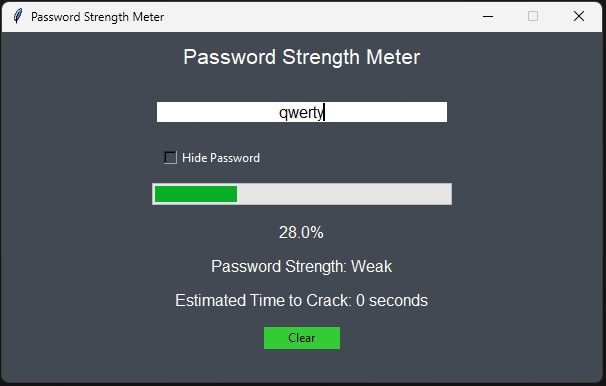 Password Strength Meter
Password Strength Meter
qwerty
Hide Password
28.0%
Password Strength: Weak
Estimated Time to Crack: 0 seconds
Clear